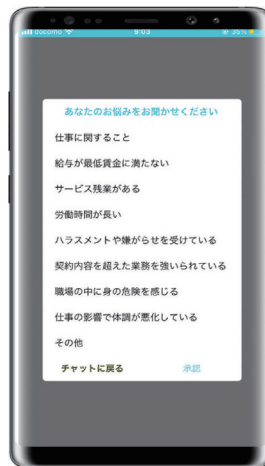 docomo 9:03 35%
あなたのお悩みをお聞かせください
仕事に関すること
給与が最低賃金に満たない
サービス残業がある
労働時間が長い
ハラスメントや嫌がらせを受けている
契約内容を超えた業務を強いられている
職場の中に身の危険を感じる
仕事の影響で体調が悪化している
その他
チャットに戻る 承認